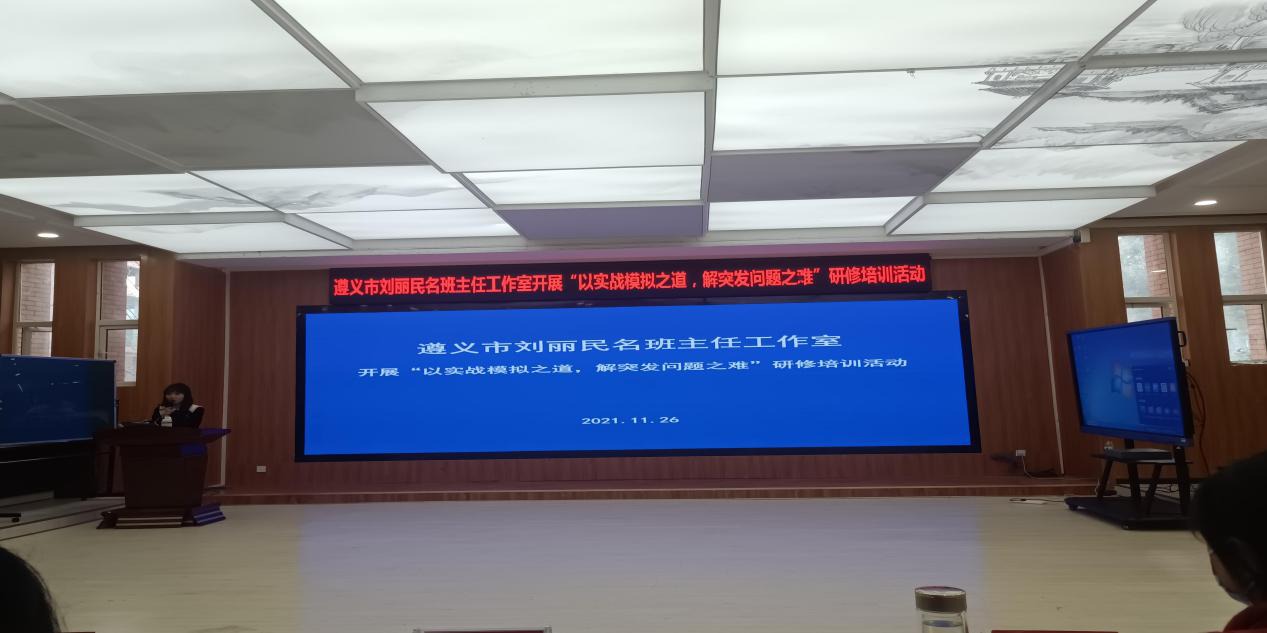 遵义市刘丽民名班主任工作室开展“以实战模拟之道，解突发问题之难”研修培训活动
遵义市刘丽民名班主任工作室
开展“以实战模拟之道，解突发问题之难”研修培训活动
2021.11.26